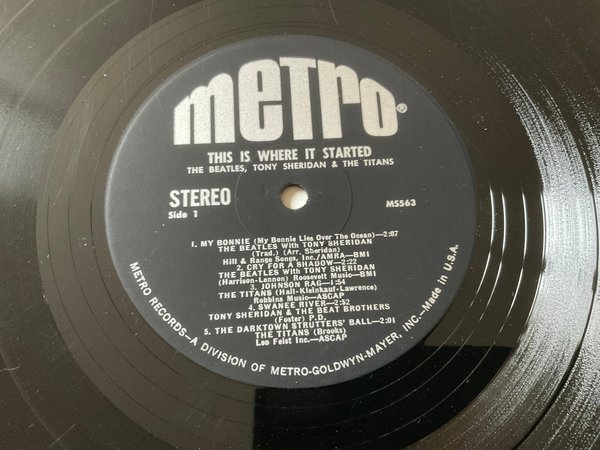 metro®
THIS IS WHERE IT STARTED
THE BEATLES, TONY SHERIDAN & THE TITANS
STEREO
Side 1
MS563
1. MY BONNIE (My Bonnie Lies Over The Ocean)—2:07
THE BEATLES With TONY SHERIDAN
(Trad.) (Arr. Sheridan)
Hill & Range Songs, Inc./AMRA—BMI
2. CRY FOR A SHADOW—2:22
THE BEATLES With TONY SHERIDAN
(Harrison-Lennon) Roosevelt Music—BMI
3. JOHNSON RAG—1:54
THE TITANS (Hall-Kleinkauf-Lawrence)
Robbins Music—ASCAP
4. SWANEE RIVER—2:52
TONY SHERIDAN & THE BEAT BROTHERS
(Foster) P.D.
5. THE DARKTOWN STRUTTERS' BALL—2:01
THE TITANS (Brooks)
Leo Feist Inc.—ASCAP
METRO RECORDS—A DIVISION OF METRO-GOLDWYN-MAYER, INC.—Made in U.S.A.